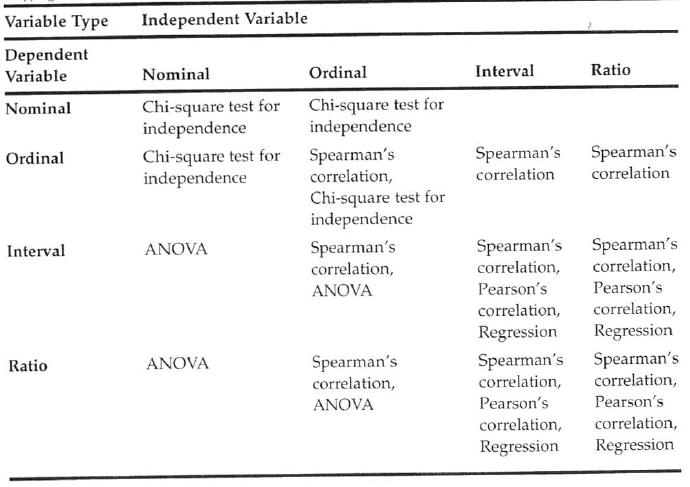 Variable Type Independent Variable
Dependent
Variable Nominal Ordinal Interval Ratio
Nominal Chi-square test for Chi-square test for
independence independence
Ordinal Chi-square test for Spearman's Spearman's Spearman's
independence correlation, correlation correlation
Chi-square test for
independence
Interval ANOVA Spearman's Spearman's Spearman's
correlation, correlation, correlation,
ANOVA Pearson's Pearson's
correlation, correlation,
Regression Regression
Ratio ANOVA Spearman's Spearman's Spearman's
correlation, correlation, correlation,
ANOVA Pearson's Pearson's
correlation, correlation,
Regression Regression